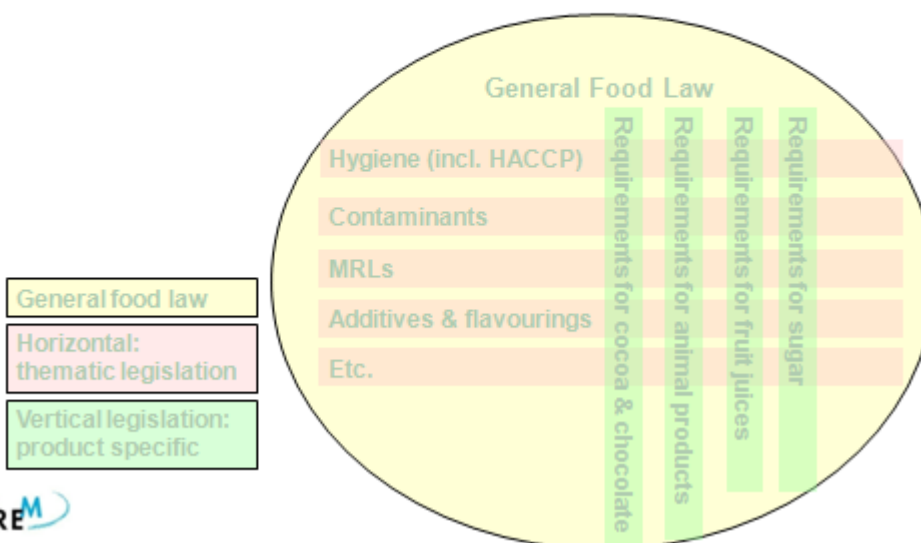 General Food Law
Hygiene (incl. HACCP)
Contaminants
MRLs
Additives & flavourings
Etc.
Requirements for cocoa & chocolate
Requirements for animal products
Requirements for fruit juices
Requirements for sugar
General food law
Horizontal:
thematic legislation
Vertical legislation:
product specific
REM